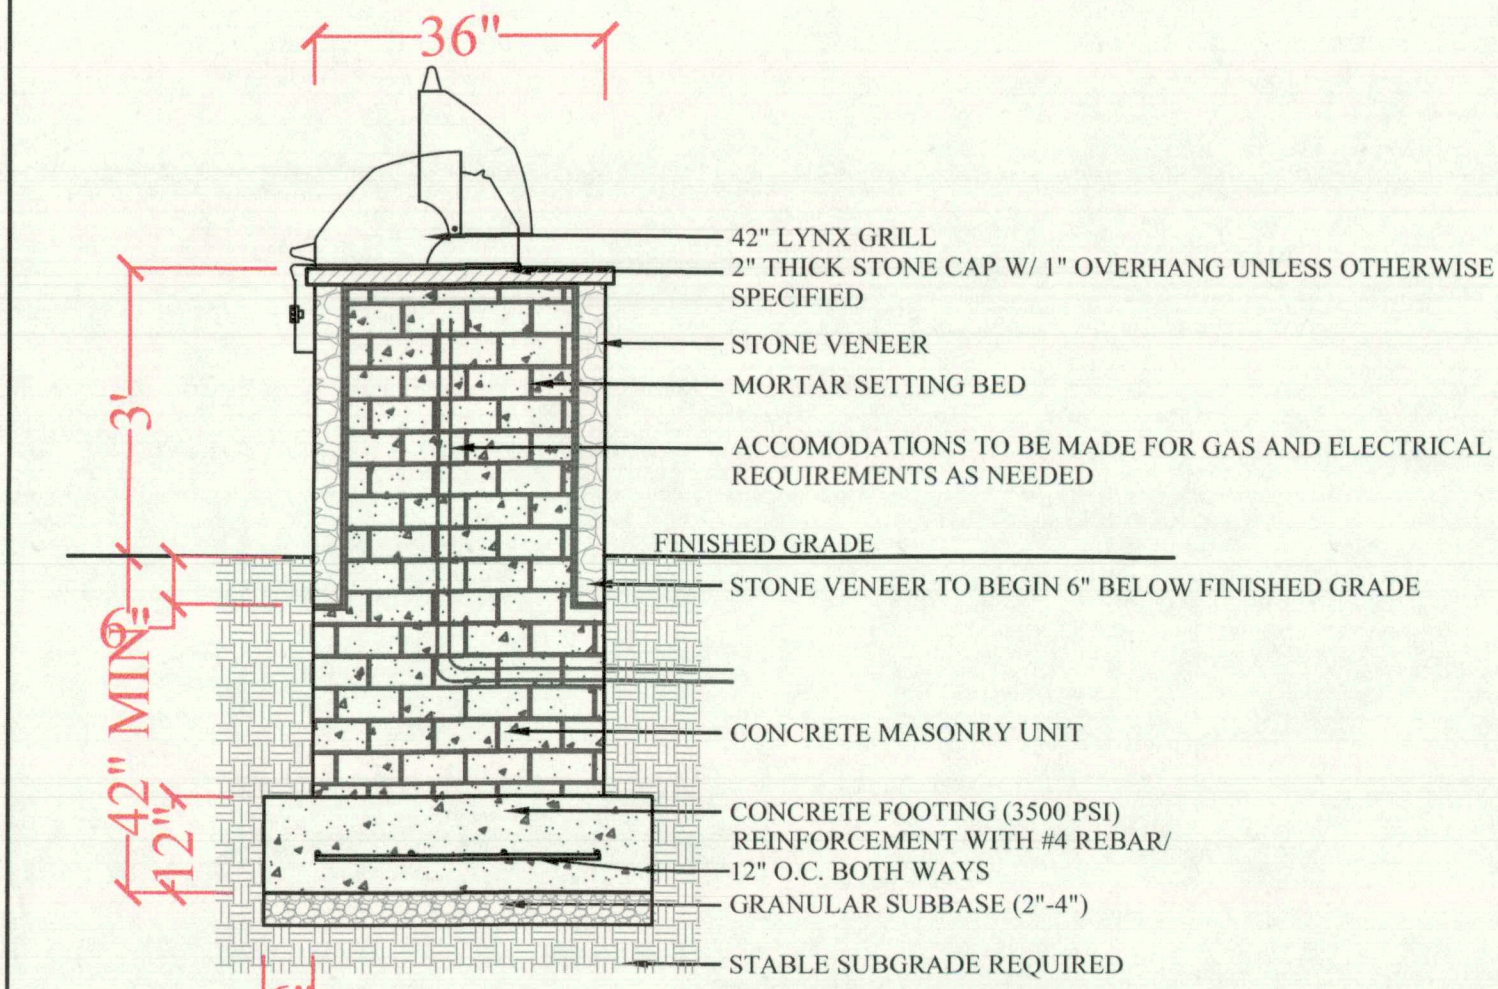 36"
42" LYNX GRILL
2" THICK STONE CAP W/ 1" OVERHANG UNLESS OTHERWISE
SPECIFIED
STONE VENEER
MORTAR SETTING BED
3'
ACCOMODATIONS TO BE MADE FOR GAS AND ELECTRICAL
REQUIREMENTS AS NEEDED
FINISHED GRADE
STONE VENEER TO BEGIN 6" BELOW FINISHED GRADE
6"
42" MIN
CONCRETE MASONRY UNIT
12"
CONCRETE FOOTING (3500 PSI)
REINFORCEMENT WITH #4 REBAR/
12" O.C. BOTH WAYS
GRANULAR SUBBASE (2"-4")
STABLE SUBGRADE REQUIRED